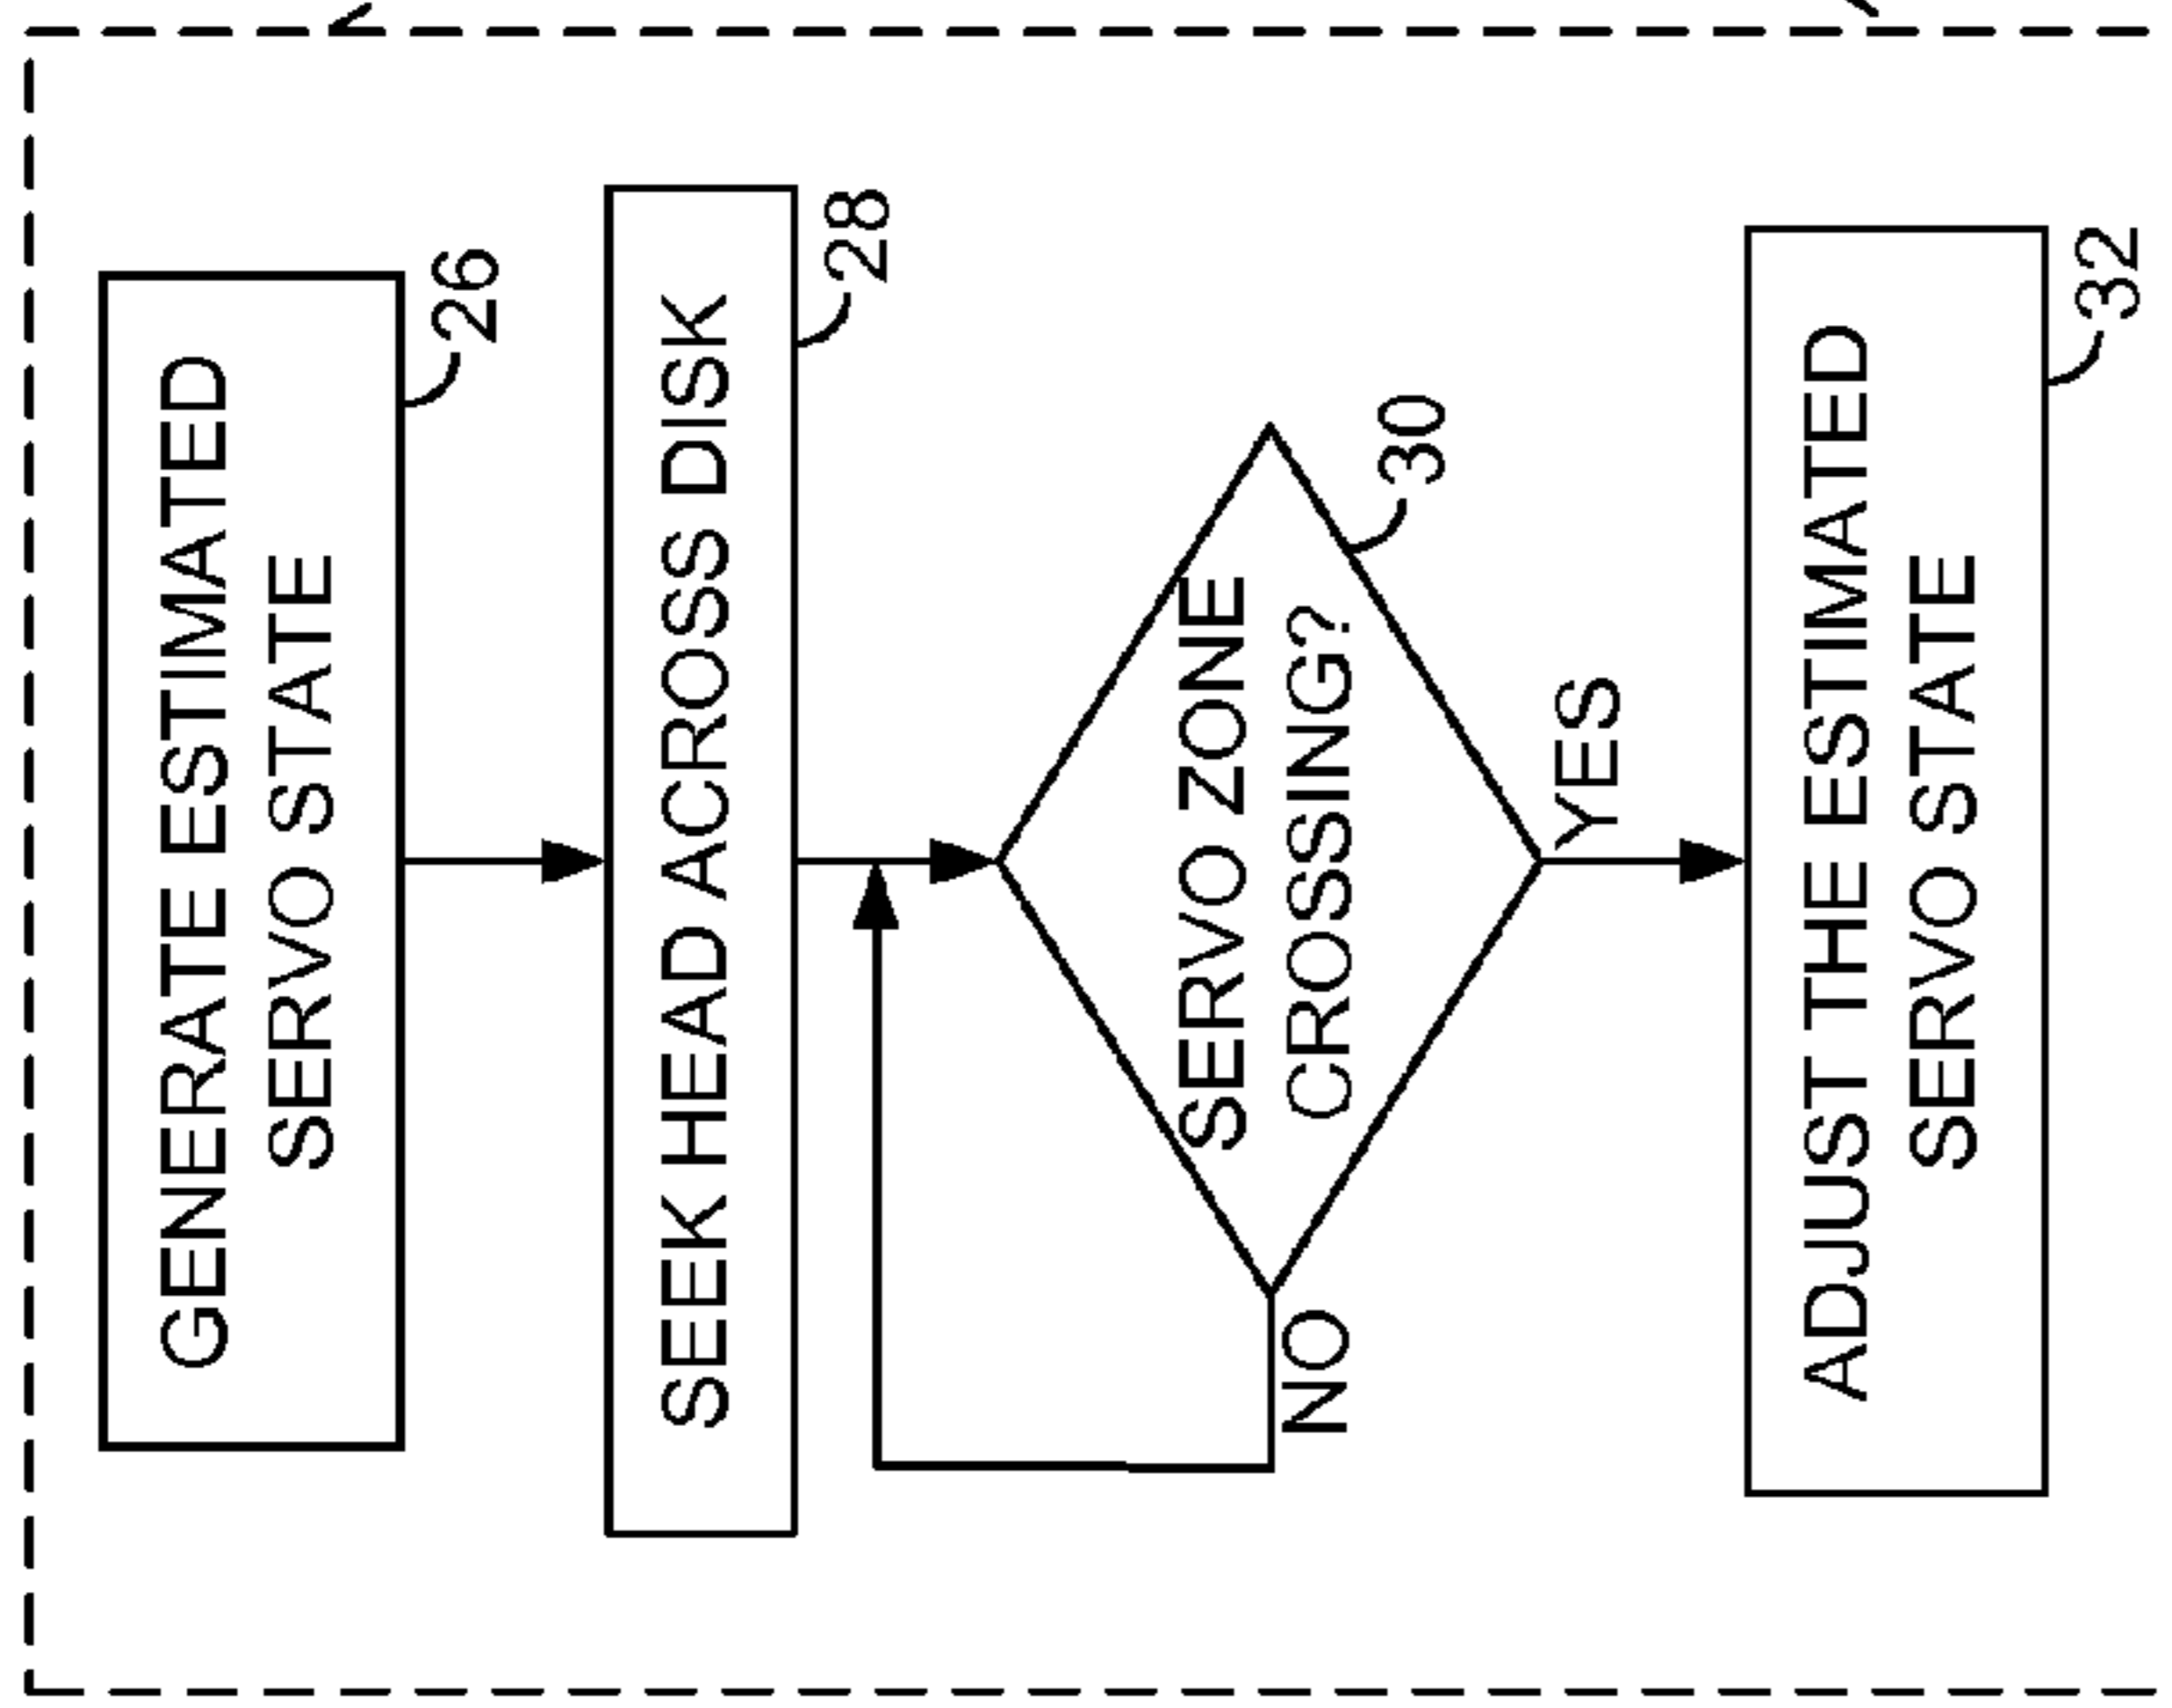 GENERATE ESTIMATED
SERVO STATE
26
SEEK HEAD ACROSS DISK
28
SERVO ZONE
CROSSING?
30
NO
YES
ADJUST THE ESTIMATED
SERVO STATE
32